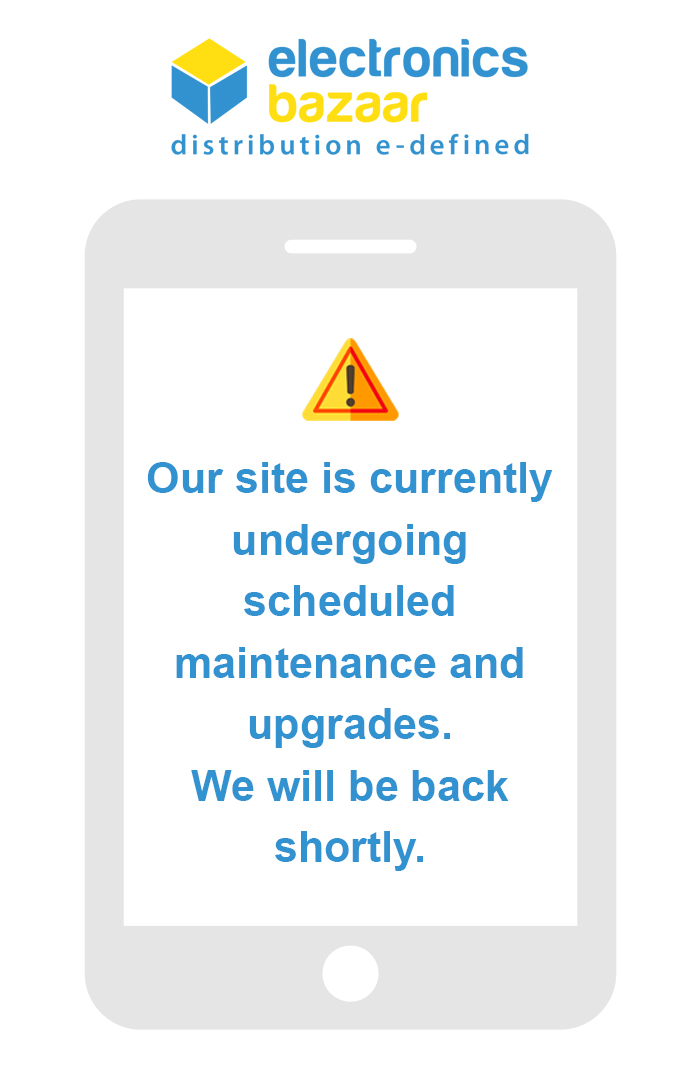 electronics
bazaar
distribution e-defined
Our site is currently
undergoing
scheduled
maintenance and
upgrades.
We will be back
shortly.